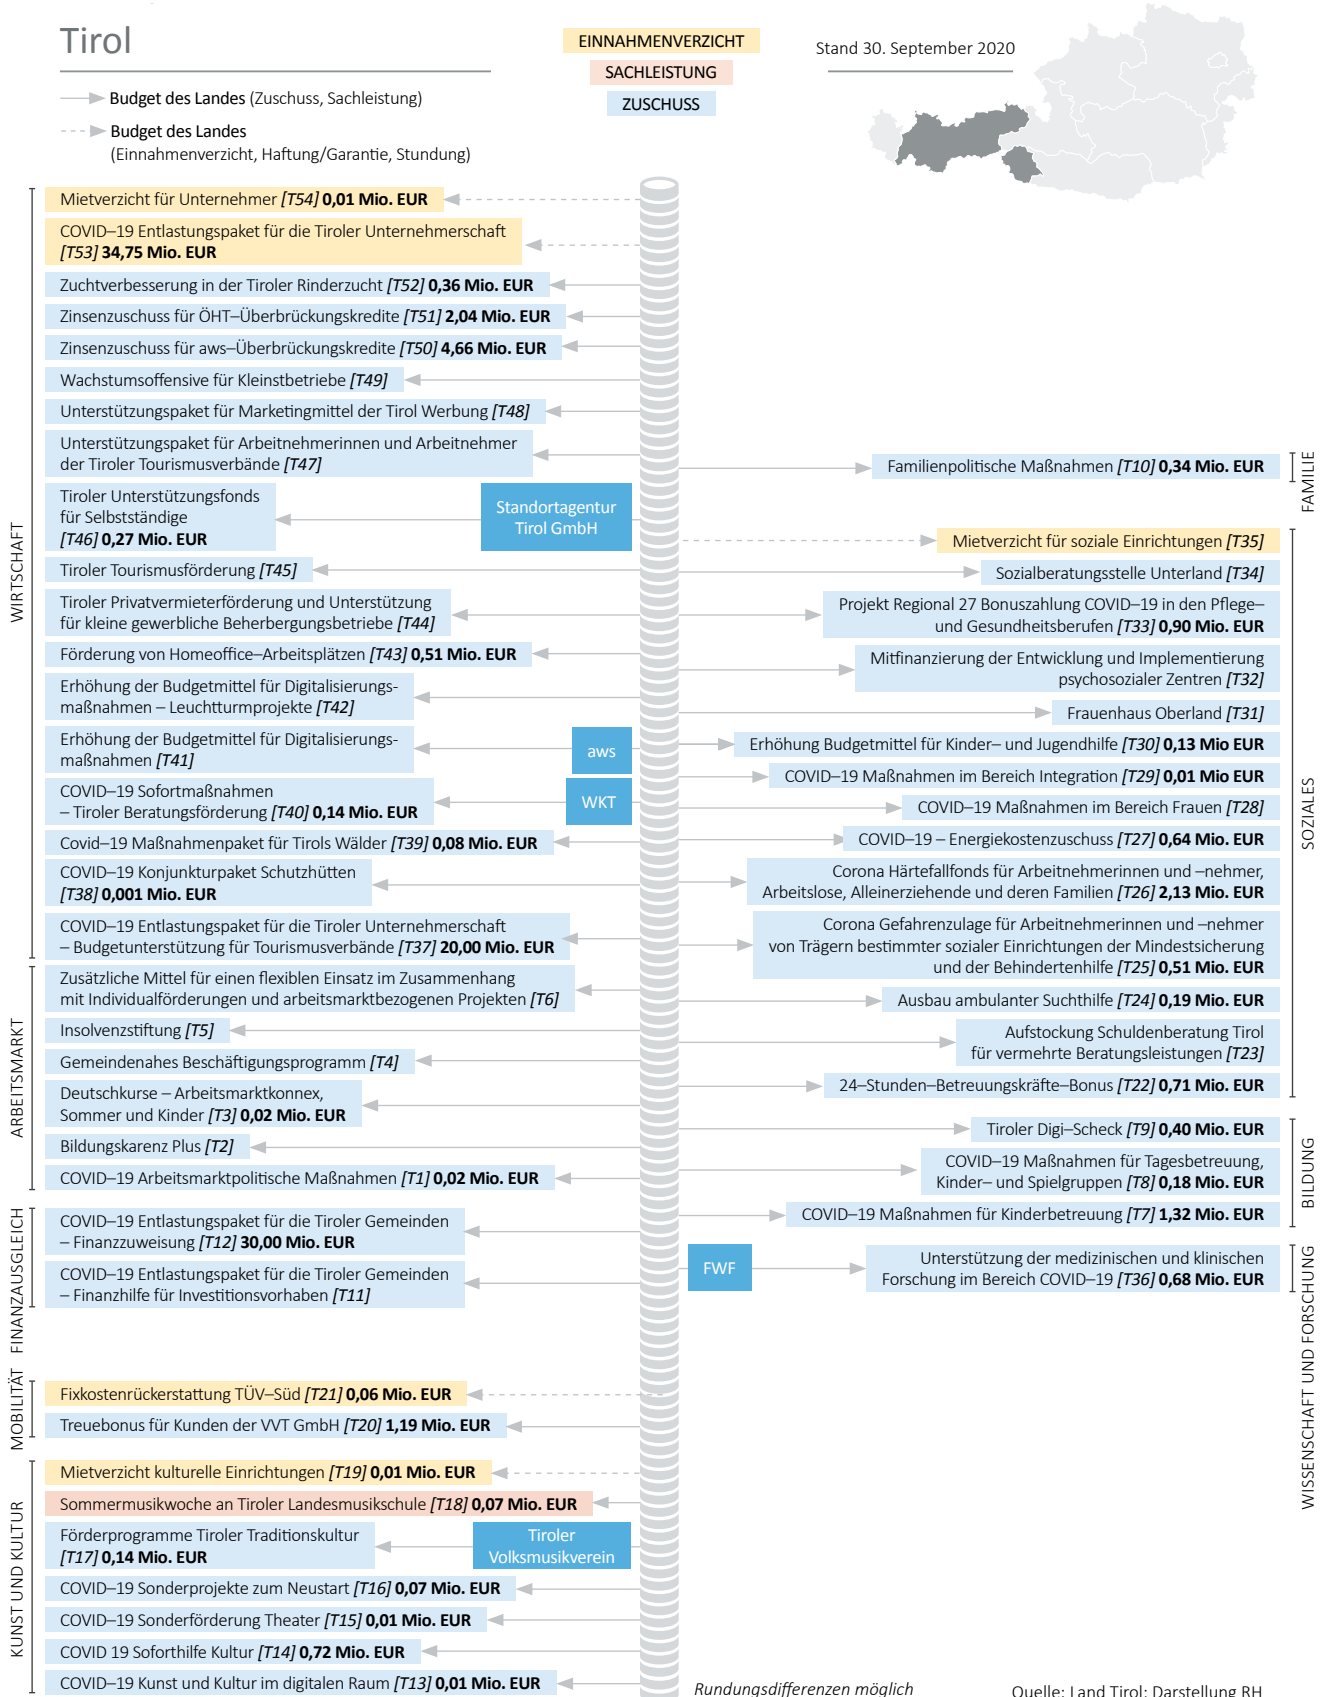 Tirol
EINNAHMENVERZICHT
SACHLEISTUNG
ZUSCHUSS
Stand 30. September 2020
Budget des Landes (Zuschuss, Sachleistung)
Budget des Landes
(Einnahmenverzicht, Haftung/Garantie, Stundung)
WIRTSCHAFT
Mietverzicht für Unternehmer [T54] 0,01 Mio. EUR
COVID–19 Entlastungspaket für die Tiroler Unternehmerschaft
[T53] 34,75 Mio. EUR
Zuchtverbesserung in der Tiroler Rinderzucht [T52] 0,36 Mio. EUR
Zinsenzuschuss für ÖHT–Überbrückungskredite [T51] 2,04 Mio. EUR
Zinsenzuschuss für aws–Überbrückungskredite [T50] 4,66 Mio. EUR
Wachstumsoffensive für Kleinstbetriebe [T49]
Unterstützungspaket für Marketingmittel der Tirol Werbung [T48]
Unterstützungspaket für Arbeitnehmerinnen und Arbeitnehmer
der Tiroler Tourismusverbände [T47]
Tiroler Unterstützungsfonds
für Selbstständige
[T46] 0,27 Mio. EUR
Standortagentur
Tirol GmbH
Tiroler Tourismusförderung [T45]
Tiroler Privatvermieterförderung und Unterstützung
für kleine gewerbliche Beherbergungsbetriebe [T44]
Förderung von Homeoffice–Arbeitsplätzen [T43] 0,51 Mio. EUR
Erhöhung der Budgetmittel für Digitalisierungs-
maßnahmen – Leuchtturmprojekte [T42]
Erhöhung der Budgetmittel für Digitalisierungs-
maßnahmen [T41]
aws
COVID–19 Sofortmaßnahmen
– Tiroler Beratungsförderung [T40] 0,14 Mio. EUR
WKT
Covid–19 Maßnahmenpaket für Tirols Wälder [T39] 0,08 Mio. EUR
COVID–19 Konjunkturpaket Schutzhütten
[T38] 0,001 Mio. EUR
COVID–19 Entlastungspaket für die Tiroler Unternehmerschaft
– Budgetunterstützung für Tourismusverbände [T37] 20,00 Mio. EUR
ARBEITSMARKT
Zusätzliche Mittel für einen flexiblen Einsatz im Zusammenhang
mit Individualförderungen und arbeitsmarktbezogenen Projekten [T6]
Insolvenzstiftung [T5]
Gemeindenahes Beschäftigungsprogramm [T4]
Deutschkurse – Arbeitsmarktkonnex,
Sommer und Kinder [T3] 0,02 Mio. EUR
Bildungskarenz Plus [T2]
COVID–19 Arbeitsmarktpolitische Maßnahmen [T1] 0,02 Mio. EUR
FINANZAUSGLEICH
COVID–19 Entlastungspaket für die Tiroler Gemeinden
– Finanzzuweisung [T12] 30,00 Mio. EUR
COVID–19 Entlastungspaket für die Tiroler Gemeinden
– Finanzhilfe für Investitionsvorhaben [T11]
MOBILITÄT
Fixkostenrückerstattung TÜV–Süd [T21] 0,06 Mio. EUR
Treuebonus für Kunden der VVT GmbH [T20] 1,19 Mio. EUR
KUNST UND KULTUR
Mietverzicht kulturelle Einrichtungen [T19] 0,01 Mio. EUR
Sommermusikwoche an Tiroler Landesmusikschule [T18] 0,07 Mio. EUR
Förderprogramme Tiroler Traditionskultur
[T17] 0,14 Mio. EUR
Tiroler
Volksmusikverein
COVID–19 Sonderprojekte zum Neustart [T16] 0,07 Mio. EUR
COVID–19 Sonderförderung Theater [T15] 0,01 Mio. EUR
COVID 19 Soforthilfe Kultur [T14] 0,72 Mio. EUR
COVID–19 Kunst und Kultur im digitalen Raum [T13] 0,01 Mio. EUR
FAMILIE
Familienpolitische Maßnahmen [T10] 0,34 Mio. EUR
SOZIALES
Mietverzicht für soziale Einrichtungen [T35]
Sozialberatungsstelle Unterland [T34]
Projekt Regional 27 Bonuszahlung COVID–19 in den Pflege–
und Gesundheitsberufen [T33] 0,90 Mio. EUR
Mitfinanzierung der Entwicklung und Implementierung
psychosozialer Zentren [T32]
Frauenhaus Oberland [T31]
Erhöhung Budgetmittel für Kinder– und Jugendhilfe [T30] 0,13 Mio EUR
COVID–19 Maßnahmen im Bereich Integration [T29] 0,01 Mio EUR
COVID–19 Maßnahmen im Bereich Frauen [T28]
COVID–19 – Energiekostenzuschuss [T27] 0,64 Mio. EUR
Corona Härtefallfonds für Arbeitnehmerinnen und –nehmer,
Arbeitslose, Alleinerziehende und deren Familien [T26] 2,13 Mio. EUR
Corona Gefahrenzulage für Arbeitnehmerinnen und –nehmer
von Trägern bestimmter sozialer Einrichtungen der Mindestsicherung
und der Behindertenhilfe [T25] 0,51 Mio. EUR
Ausbau ambulanter Suchthilfe [T24] 0,19 Mio. EUR
Aufstockung Schuldenberatung Tirol
für vermehrte Beratungsleistungen [T23]
24–Stunden–Betreuungskräfte–Bonus [T22] 0,71 Mio. EUR
BILDUNG
Tiroler Digi–Scheck [T9] 0,40 Mio. EUR
COVID–19 Maßnahmen für Tagesbetreuung,
Kinder– und Spielgruppen [T8] 0,18 Mio. EUR
COVID–19 Maßnahmen für Kinderbetreuung [T7] 1,32 Mio. EUR
WISSENSCHAFT UND FORSCHUNG
FWF
Unterstützung der medizinischen und klinischen
Forschung im Bereich COVID–19 [T36] 0,68 Mio. EUR
Rundungsdifferenzen möglich
Quelle: Land Tirol; Darstellung RH